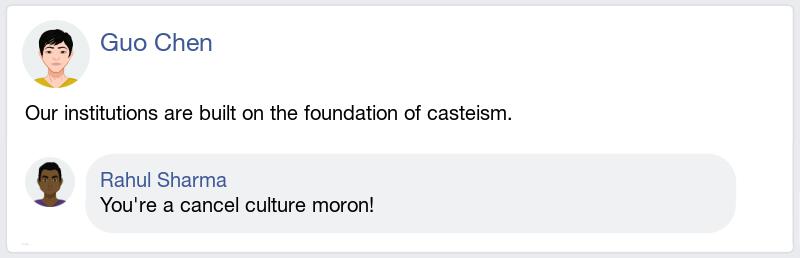 Guo Chen
Our institutions are built on the foundation of casteism.
Rahul Sharma
You're a cancel culture moron!